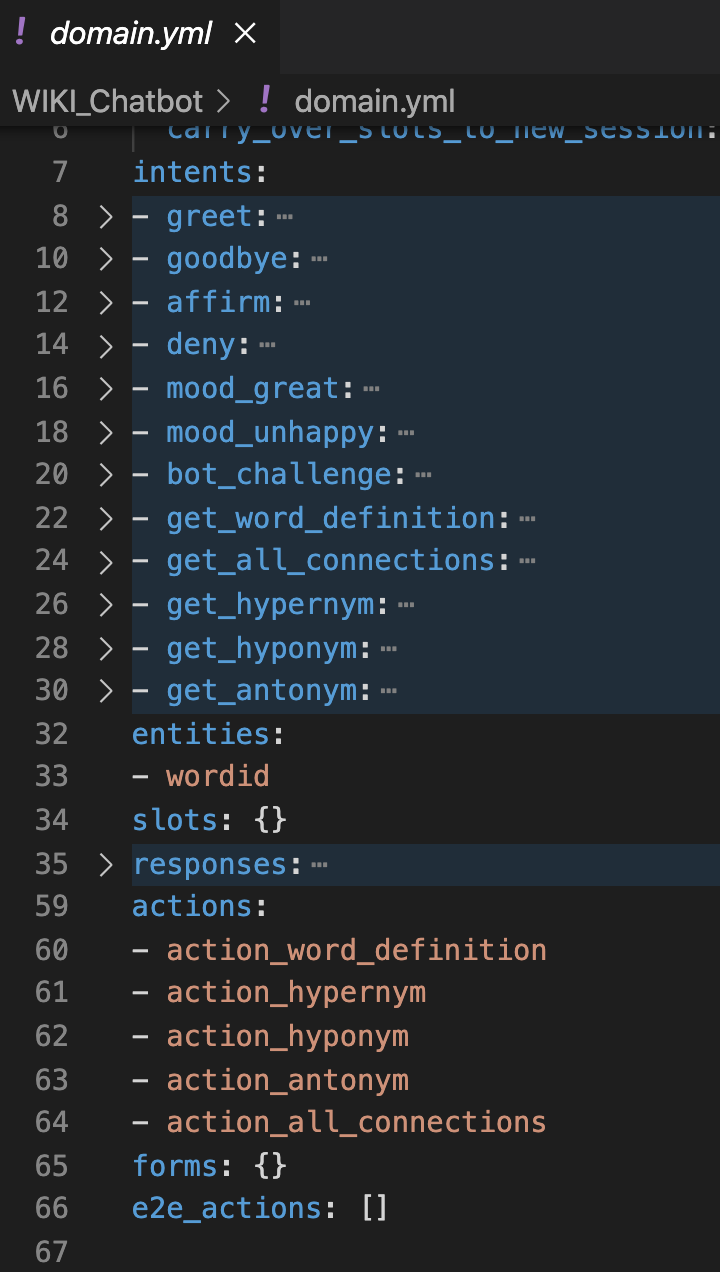 ! domain.yml ×
WIKI_Chatbot > ! domain.yml
6 carry_over_slots_to_new_session:
7 intents:
8 > - greet: …
10 > - goodbye: …
12 > - affirm: …
14 > - deny: …
16 > - mood_great: …
18 > - mood_unhappy: …
20 > - bot_challenge: …
22 > - get_word_definition: …
24 > - get_all_connections: …
26 > - get_hypernym: …
28 > - get_hyponym: …
30 > - get_antonym: …
32 entities:
33 - wordid
34 slots: {}
35 > responses: …
59 actions:
60 - action_word_definition
61 - action_hypernym
62 - action_hyponym
63 - action_antonym
64 - action_all_connections
65 forms: {}
66 e2e_actions: []
67